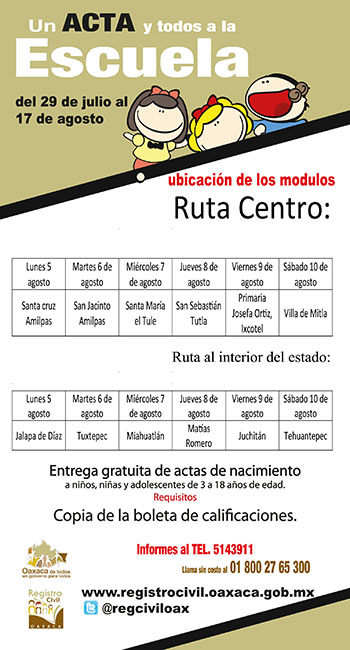 Un ACTA y todos a la
Escuela
del 29 de julio al
17 de agosto
ubicación de los modulos
Ruta Centro:
Lunes 5 agosto | Martes 6 de agosto | Miércoles 7 de agosto | Jueves 8 de agosto | Viernes 9 de agosto | Sábado 10 de agosto
Santa cruz Amilpas | San Jacinto Amilpas | Santa María el Tule | San Sebastián Tutla | Primaria Josefa Ortiz, Ixcotel | Villa de Mitla
Ruta al interior del estado:
Lunes 5 agosto | Martes 6 de agosto | Miércoles 7 de agosto | Jueves 8 de agosto | Viernes 9 de agosto | Sábado 10 de agosto
Jalapa de Díaz | Tuxtepec | Miahuatlán | Matías Romero | Juchitán | Tehuantepec
Entrega gratuita de actas de nacimiento
a niños, niñas y adolescentes de 3 a 18 años de edad.
Requisitos
Copia de la boleta de calificaciones.
Informes al TEL. 5143911
Llama sin costo al 01 800 27 65 300
Oaxaca de todos
un gobierno para todos
Registro
Civil
OAXACA
www.registrocivil.oaxaca.gob.mx
@regciviloax